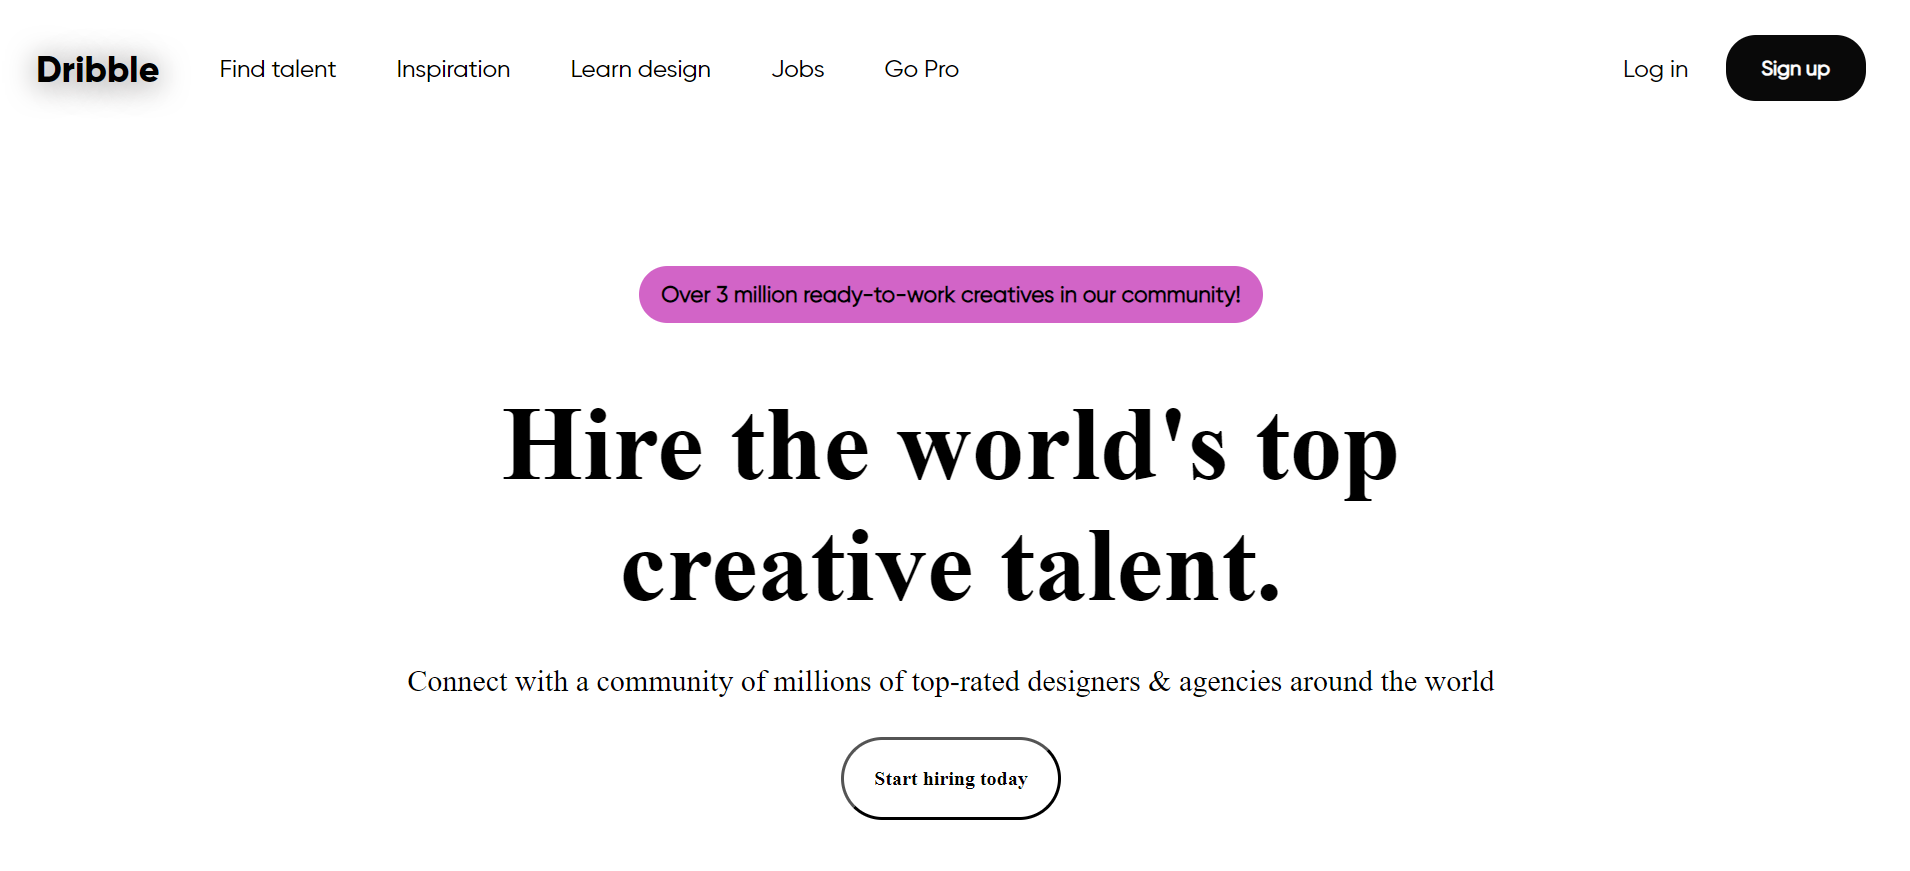 Dribble
Find talent
Inspiration
Learn design
Jobs
Go Pro
Log in
Sign up
Over 3 million ready-to-work creatives in our community!
Hire the world's top
creative talent.
Connect with a community of millions of top-rated designers & agencies around the world
Start hiring today